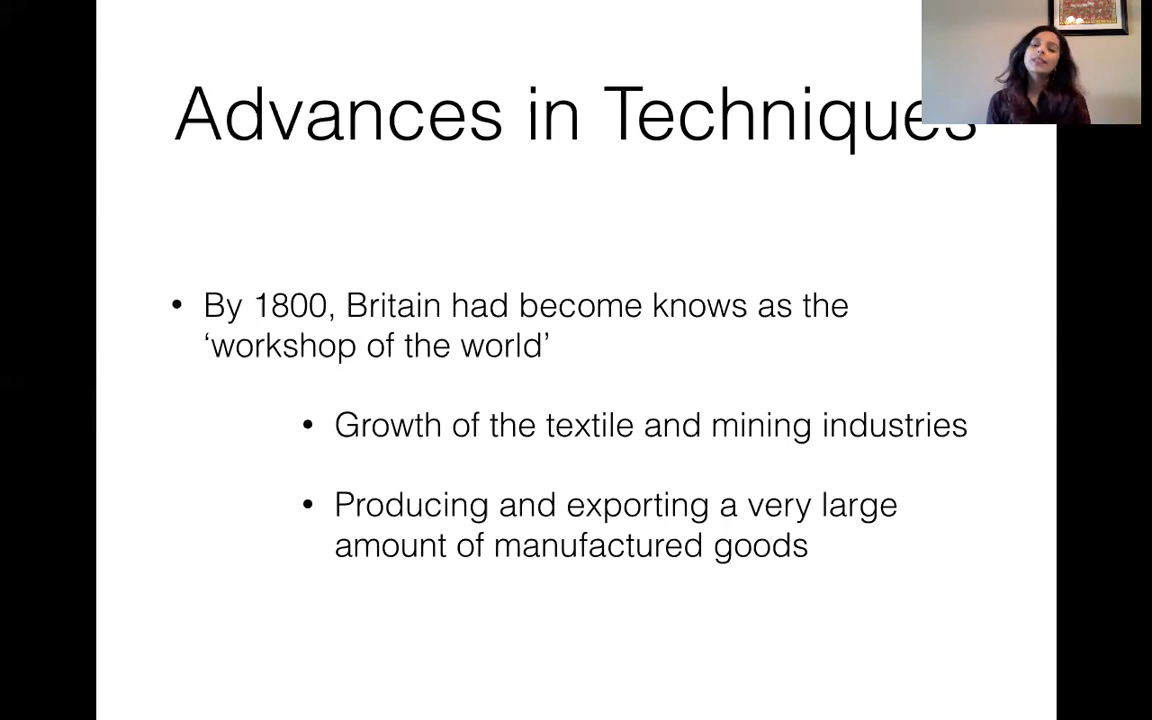 Advances in Techniques
• By 1800, Britain had become knows as the
‘workshop of the world’
• Growth of the textile and mining industries
• Producing and exporting a very large
amount of manufactured goods